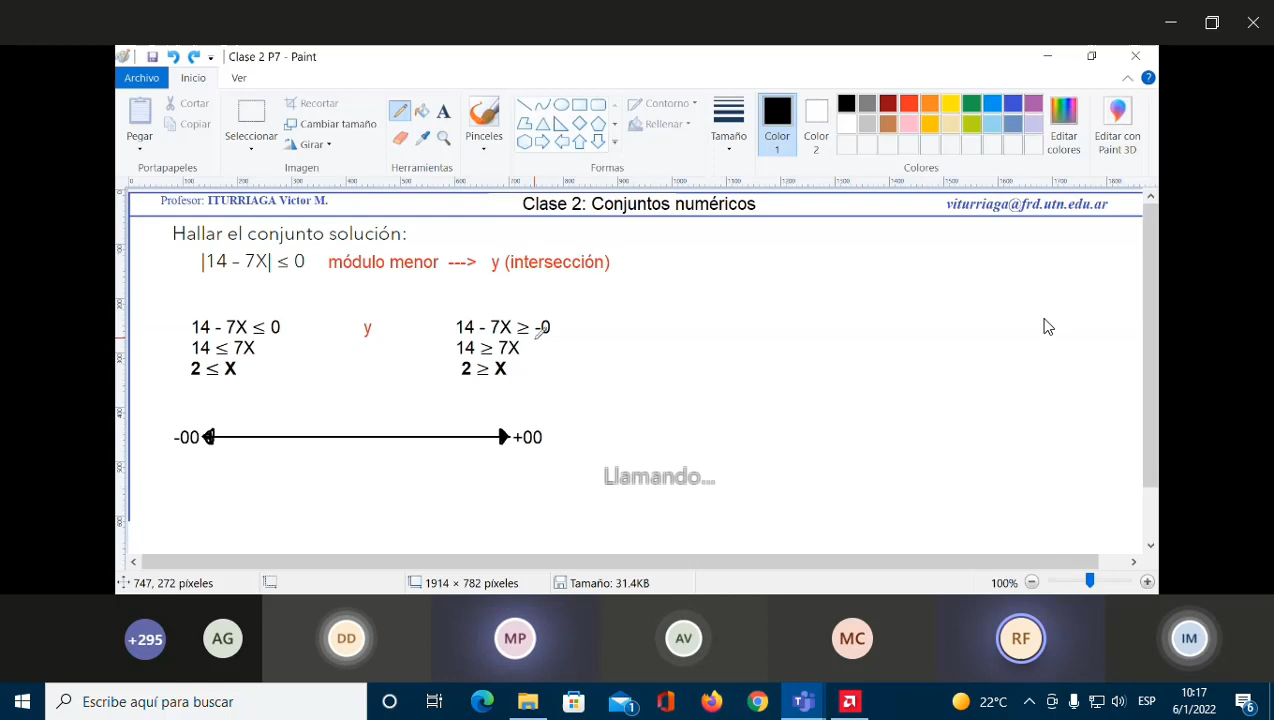 Clase 2 P7 - Paint
Archivo
Inicio
Ver
Pegar
Cortar
Copiar
Portapapeles
Seleccionar
Recortar
Cambiar tamaño
Girar
Imagen
A
Herramientas
Pinceles
Contorno
Rellenar
Formas
Tamaño
Color
1
Color
2
Editar
colores
Editar con
Paint 3D
Colores
Profesor: ITURRIAGA Victor M.
Clase 2: Conjuntos numéricos
viturriaga@frd.utn.edu.ar
Hallar el conjunto solución:
|14 - 7X| ≤ 0 módulo menor ---> y (intersección)
14 - 7X ≤ 0 y 14 - 7X ≥ -0
14 ≤ 7X 14 ≥ 7X
2 ≤ X 2 ≥ X
-00 +00
Llamando...
747, 272 píxeles
1914 × 782 píxeles
Tamaño: 31.4KB
100%
+295
AG
DD
MP
AV
MC
RF
IM
Escribe aquí para buscar
1
22°C
ESP
10:17
6/1/2022
6